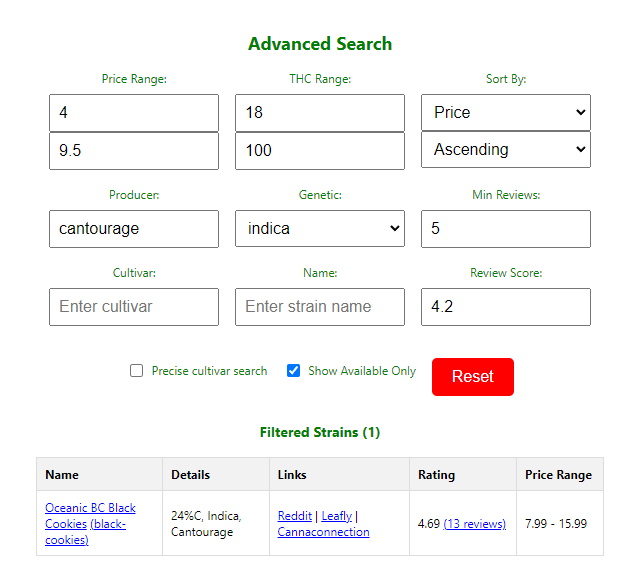 Advanced Search
Price Range: THC Range: Sort By:
4 18 Price
9.5 100 Ascending
Producer: Genetic: Min Reviews:
cantourage indica 5
Cultivar: Name: Review Score:
Enter cultivar Enter strain name 4.2
Precise cultivar search Show Available Only Reset
Filtered Strains (1)
Name Details Links Rating Price Range
Oceanic BC Black
Cookies (black-
cookies)
24%C, Indica,
Cantourage
Reddit | Leafly |
Cannaconnection
4.69 (13 reviews)
7.99 - 15.99